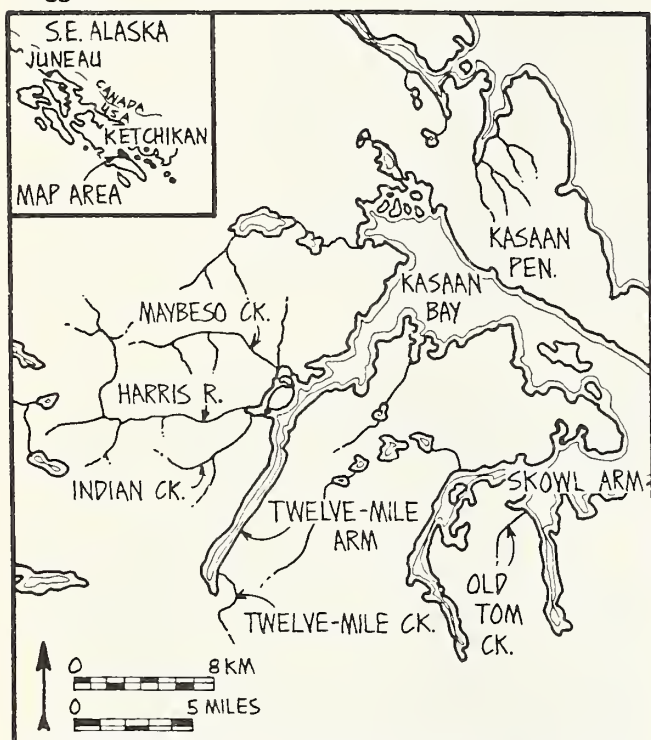 S.E. ALASKA
JUNEAU
CANADA
USA
KETCHIKAN
MAP AREA
KASAAN
PEN.
KASAAN
BAY
MAYBESO CK.
HARRIS R.
INDIAN CK.
SKOWL ARM
TWELVE-MILE
ARM
OLD
TOM
CK.
TWELVE-MILE CK.
0 8 KM
0 5 MILES